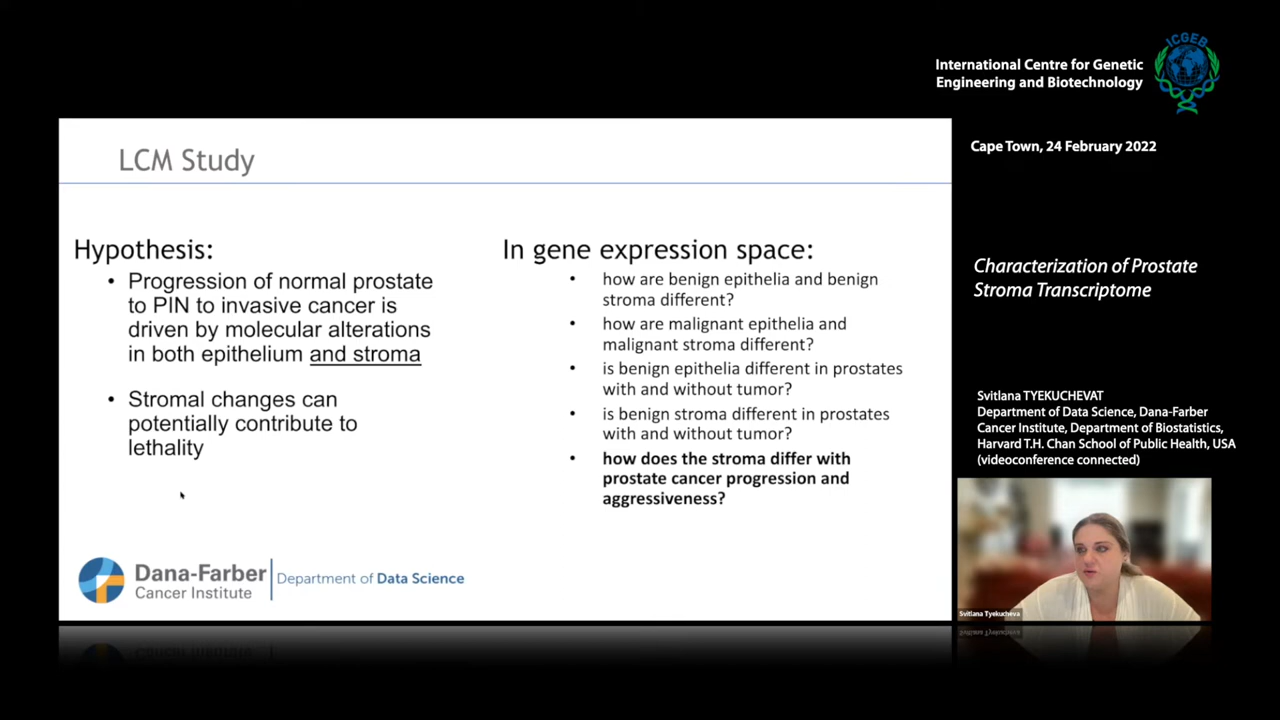 ICGEB
International Centre for Genetic
Engineering and Biotechnology
Cape Town, 24 February 2022
LCM Study
Hypothesis:
• Progression of normal prostate
to PIN to invasive cancer is
driven by molecular alterations
in both epithelium and stroma
• Stromal changes can
potentially contribute to
lethality
In gene expression space:
• how are benign epithelia and benign
stroma different?
• how are malignant epithelia and
malignant stroma different?
• is benign epithelia different in prostates
with and without tumor?
• is benign stroma different in prostates
with and without tumor?
• how does the stroma differ with
prostate cancer progression and
aggressiveness?
Dana-Farber
Cancer Institute
Department of Data Science
Characterization of Prostate
Stroma Transcriptome
Svitlana TYEKUCHEVAT
Department of Data Science, Dana-Farber
Cancer Institute, Department of Biostatistics,
Harvard T.H. Chan School of Public Health, USA
(videoconference connected)
Svitlana Tyekucheva